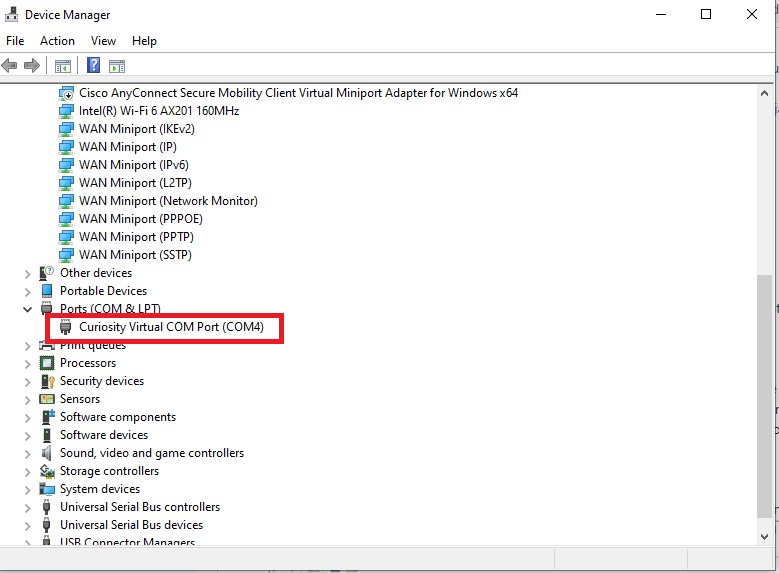 Device Manager
File Action View Help
Cisco AnyConnect Secure Mobility Client Virtual Miniport Adapter for Windows x64
Intel(R) Wi-Fi 6 AX201 160MHz
WAN Miniport (IKEv2)
WAN Miniport (IP)
WAN Miniport (IPv6)
WAN Miniport (L2TP)
WAN Miniport (Network Monitor)
WAN Miniport (PPPOE)
WAN Miniport (PPTP)
WAN Miniport (SSTP)
Other devices
Portable Devices
Ports (COM & LPT)
Curiosity Virtual COM Port (COM4)
Print queues
Processors
Security devices
Sensors
Software components
Software devices
Sound, video and game controllers
Storage controllers
System devices
Universal Serial Bus controllers
Universal Serial Bus devices
USB Connector Managers